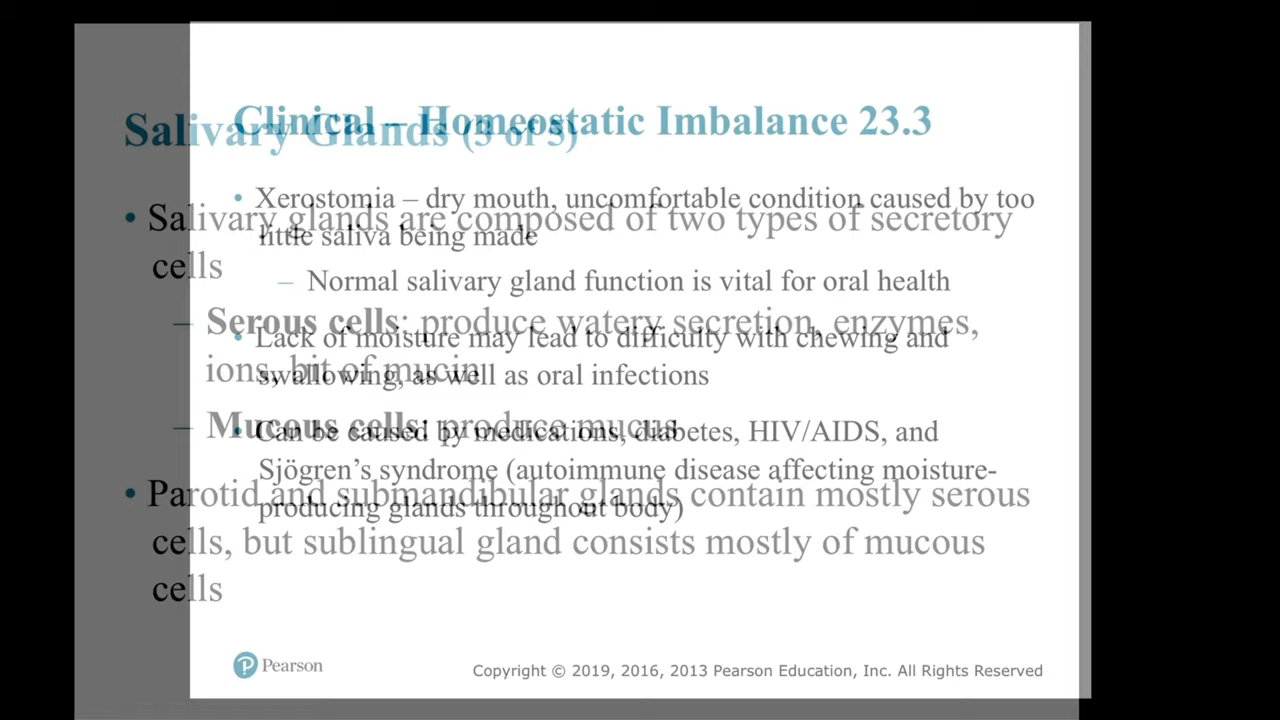 Salivary Glands (3 of 3)
• Salivary glands are composed of two types of secretory
cells
– Serous cells: produce watery secretion, enzymes,
ions, bit of mucin
– Mucous cells: produce mucus
• Parotid and submandibular glands contain mostly serous
cells, but sublingual gland consists mostly of mucous
cells
Clinical – Homeostatic Imbalance 23.3
• Xerostomia – dry mouth, uncomfortable condition caused by too
little saliva being made
– Normal salivary gland function is vital for oral health
• Lack of moisture may lead to difficulty with chewing and
swallowing, as well as oral infections
• Can be caused by medications, diabetes, HIV/AIDS, and
Sjögren’s syndrome (autoimmune disease affecting moisture-
producing glands throughout body)
P Pearson
Copyright © 2019, 2016, 2013 Pearson Education, Inc. All Rights Reserved